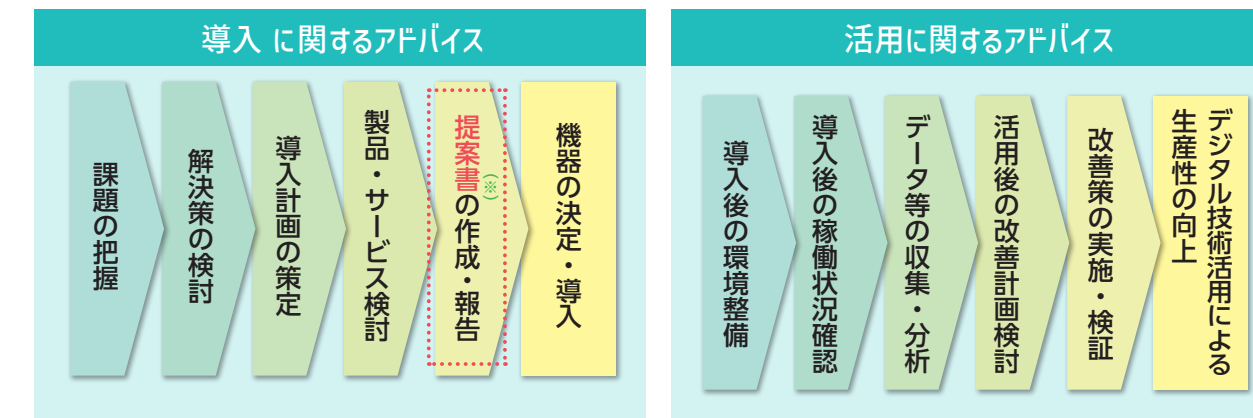 導入 に関するアドバイス
課題の把握
解決策の検討
導入計画の策定
製品・サービス検討
提案書(※)の作成・報告
機器の決定・導入
活用に関するアドバイス
導入後の環境整備
導入後の稼働状況確認
データ等の収集・分析
活用後の改善計画検討
改善策の実施・検証
デジタル技術活用による
生産性の向上